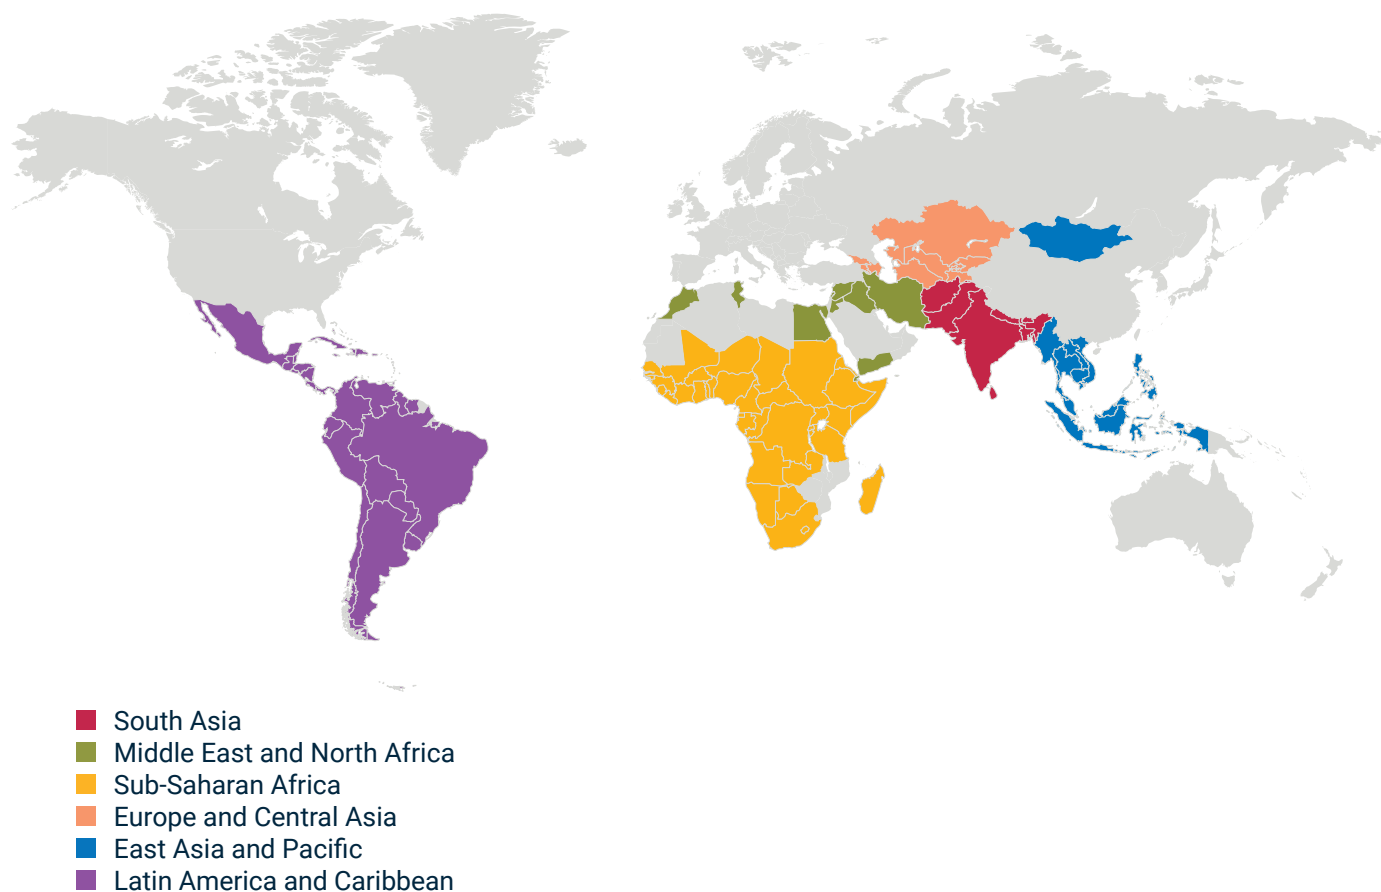 South Asia
Middle East and North Africa
Sub-Saharan Africa
Europe and Central Asia
East Asia and Pacific
Latin America and Caribbean